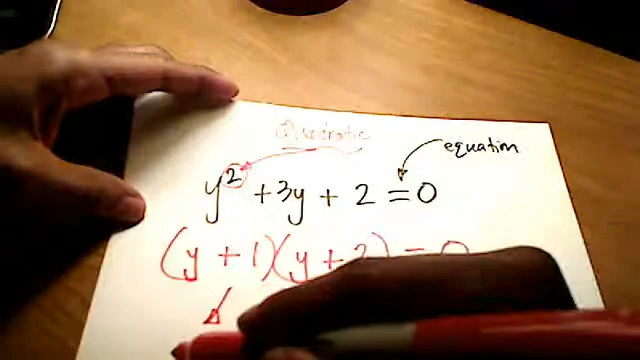 Quadratic
equation
y² + 3y + 2 = 0
(y + 1)(y + 2) = 0